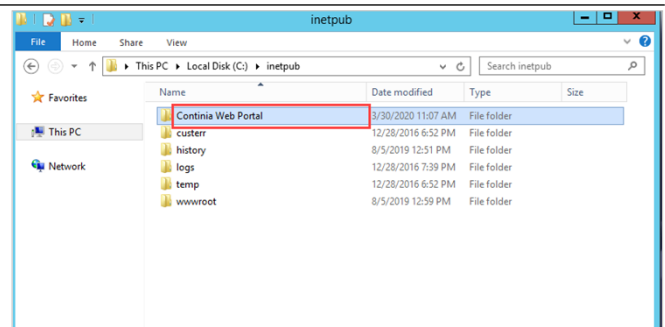 inetpub
File Home Share View
This PC Local Disk (C:) inetpub Search inetpub
Name Date modified Type Size
Favorites
This PC
Network
Continia Web Portal 3/30/2020 11:07 AM File folder
custerr 12/28/2016 6:52 PM File folder
history 8/5/2019 12:51 PM File folder
logs 12/28/2016 7:39 PM File folder
temp 12/28/2016 6:52 PM File folder
wwwroot 8/5/2019 12:59 PM File folder